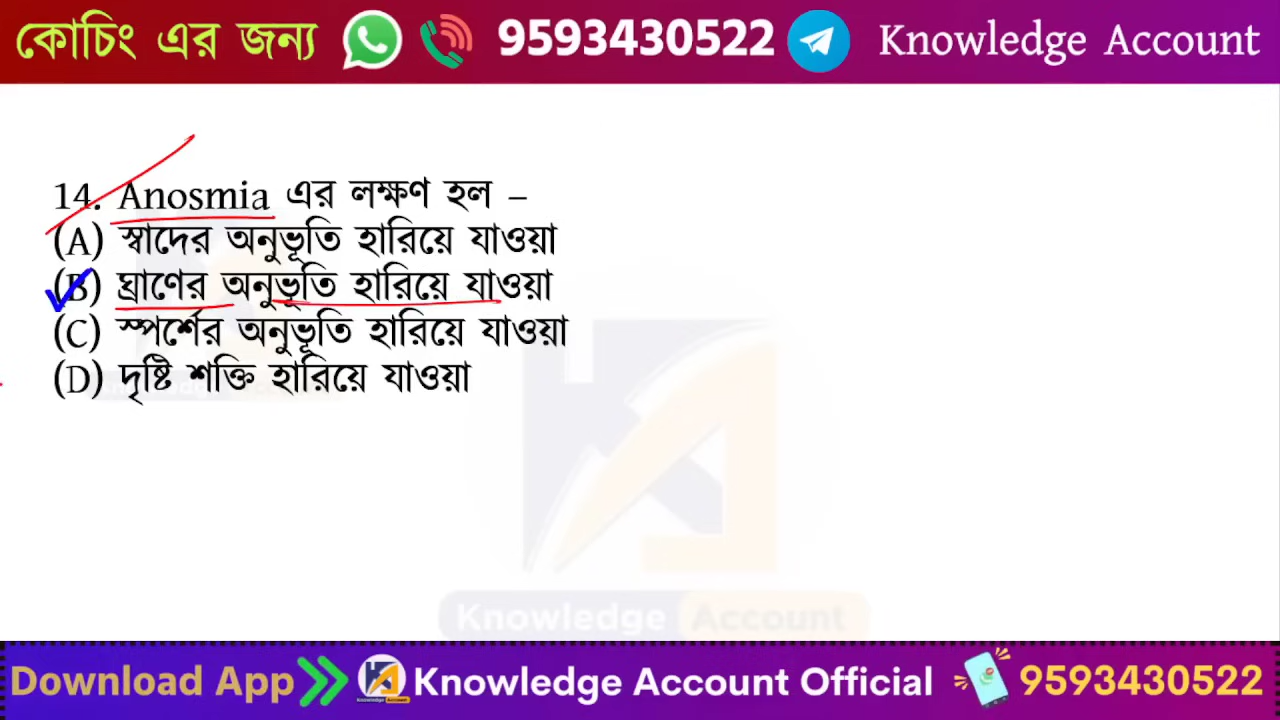 কোচিং এর জন্য 9593430522 Knowledge Account
14. Anosmia এর লক্ষণ হল –
(A) স্বাদের অনুভূতি হারিয়ে যাওয়া
(B) ঘ্রাণের অনুভূতি হারিয়ে যাওয়া
(C) স্পর্শের অনুভূতি হারিয়ে যাওয়া
(D) দৃষ্টি শক্তি হারিয়ে যাওয়া
Knowledge Account
Download App Knowledge Account Official 9593430522